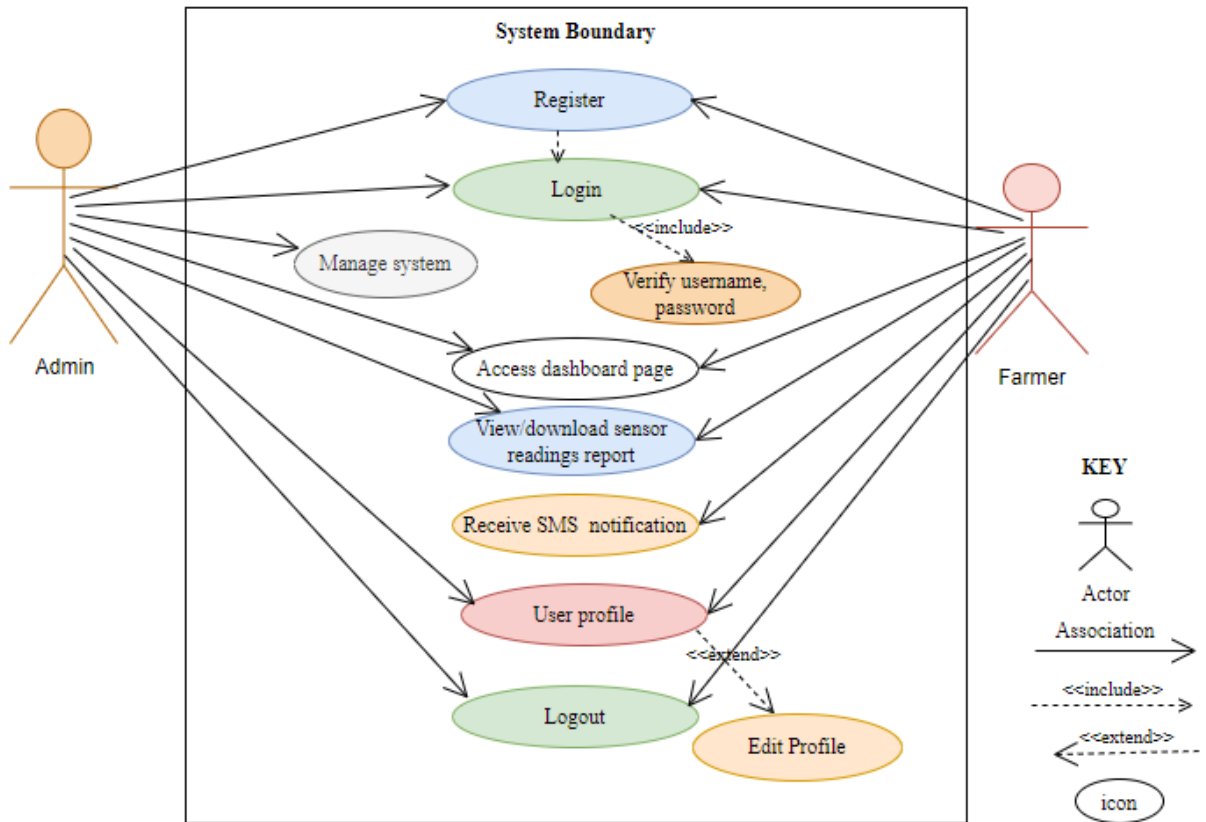 System Boundary
Register
Login
<<include>>
Manage system
Verify username,
password
Admin
Access dashboard page
Farmer
View/download sensor
readings report
KEY
Receive SMS notification
Actor
User profile
Association
<<extend>>
<<include>>
Logout
Edit Profile
<<extend>>
icon